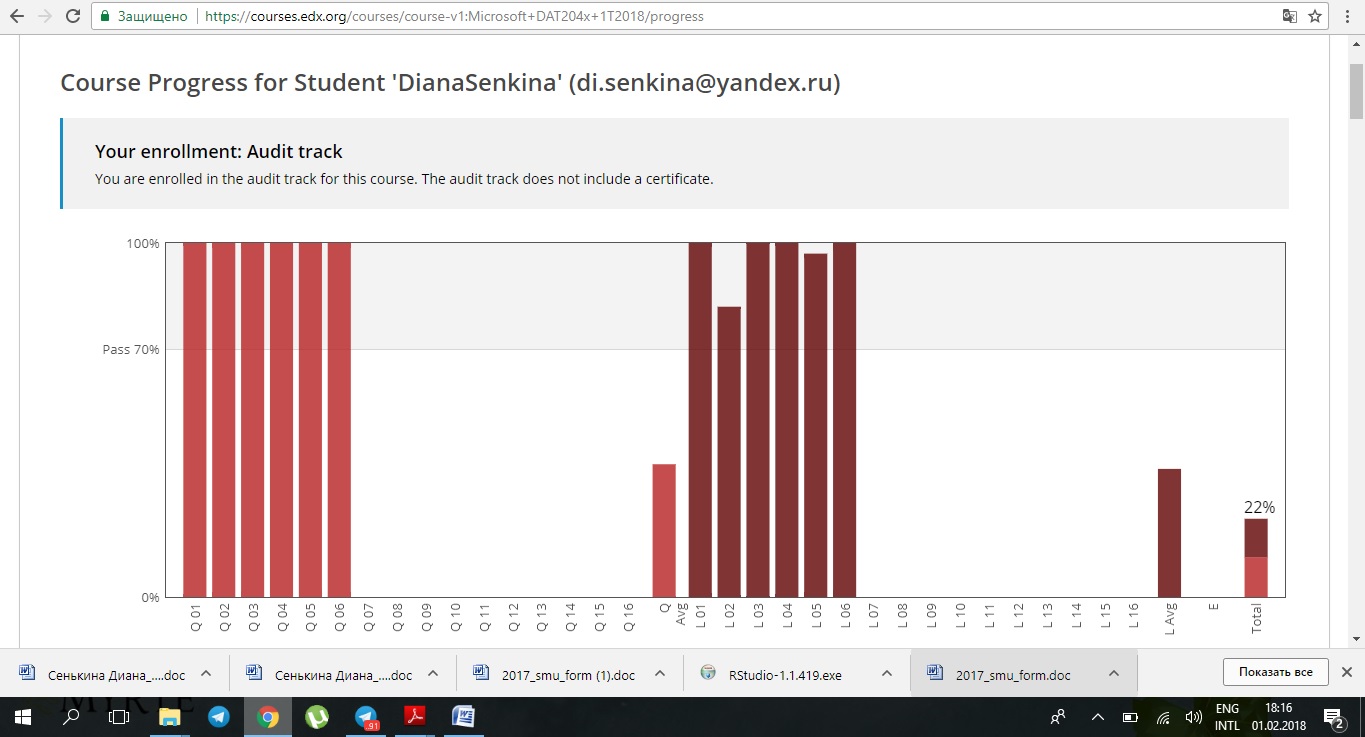 Защищено
https://courses.edx.org/courses/course-v1:Microsoft+DAT204x+1T2018/progress
Course Progress for Student 'DianaSenkina' (di.senkina@yandex.ru)
Your enrollment: Audit track
You are enrolled in the audit track for this course. The audit track does not include a certificate.
100%
Pass 70%
22%
0%
Q 01
Q 02
Q 03
Q 04
Q 05
Q 06
Q 07
Q 08
Q 09
Q 10
Q 11
Q 12
Q 13
Q 14
Q 15
Q 16
Q
Avg
L 01
L 02
L 03
L 04
L 05
L 06
L 07
L 08
L 09
L 10
L 11
L 12
L 13
L 14
L 15
L 16
L Avg
E
Total
Сенькина Диана_....doc
Сенькина Диана_....doc
2017_smu_form (1).doc
RStudio-1.1.419.exe
2017_smu_form.doc
Показать все
91
ENG
INTL
18:16
01.02.2018
2